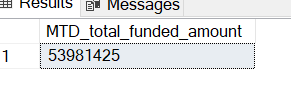 Results Messages
MTD_total_funded_amount
1 53981425